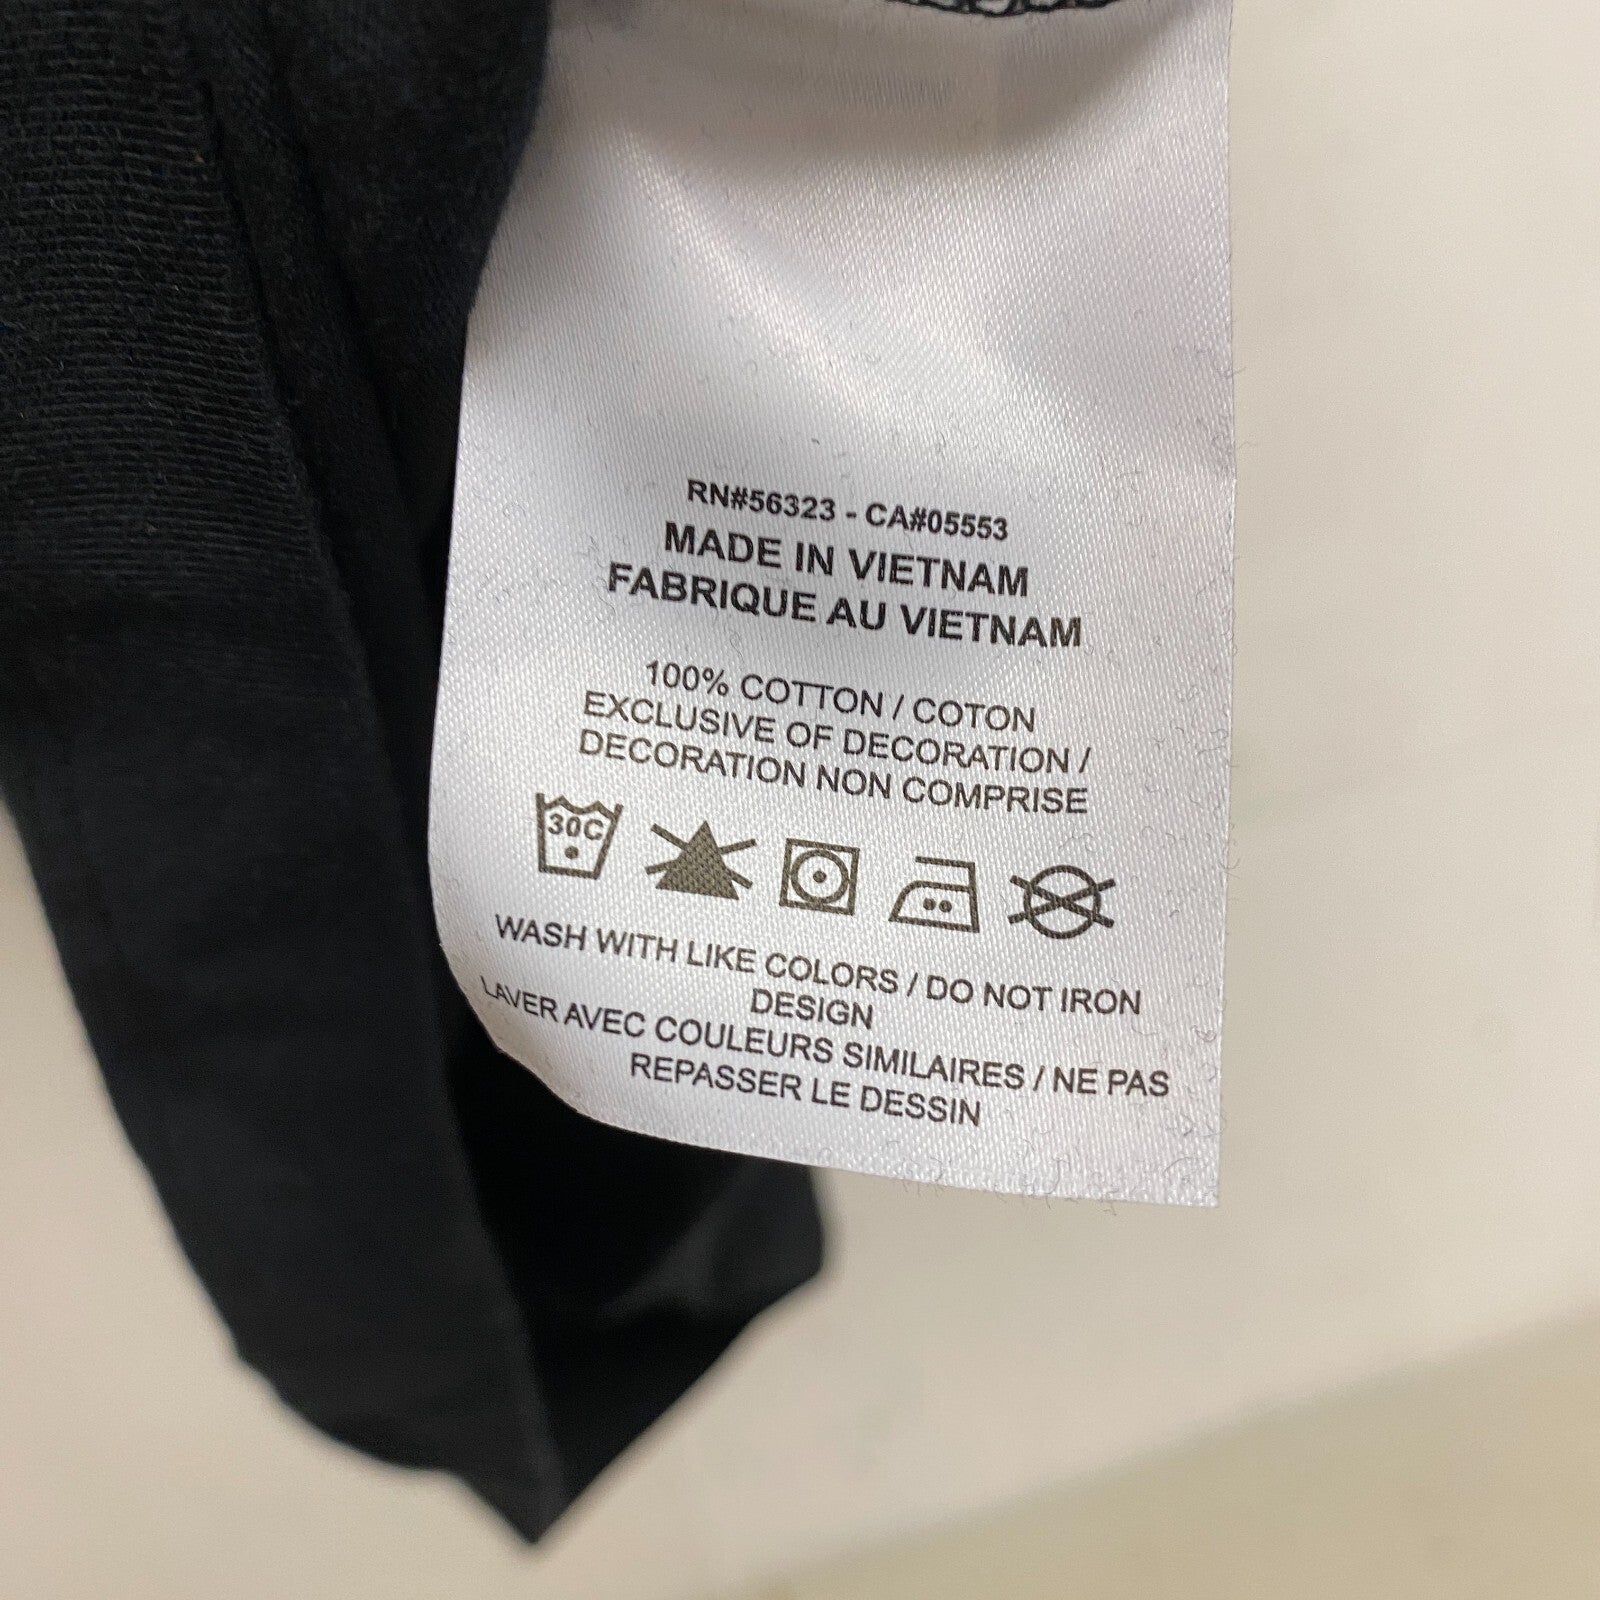 RN#56323 - CA#05553
MADE IN VIETNAM
FABRIQUE AU VIETNAM
100% COTTON / COTON
EXCLUSIVE OF DECORATION /
DECORATION NON COMPRISE
30C
WASH WITH LIKE COLORS / DO NOT IRON
DESIGN
LAVER AVEC COULEURS SIMILAIRES / NE PAS
REPASSER LE DESSIN